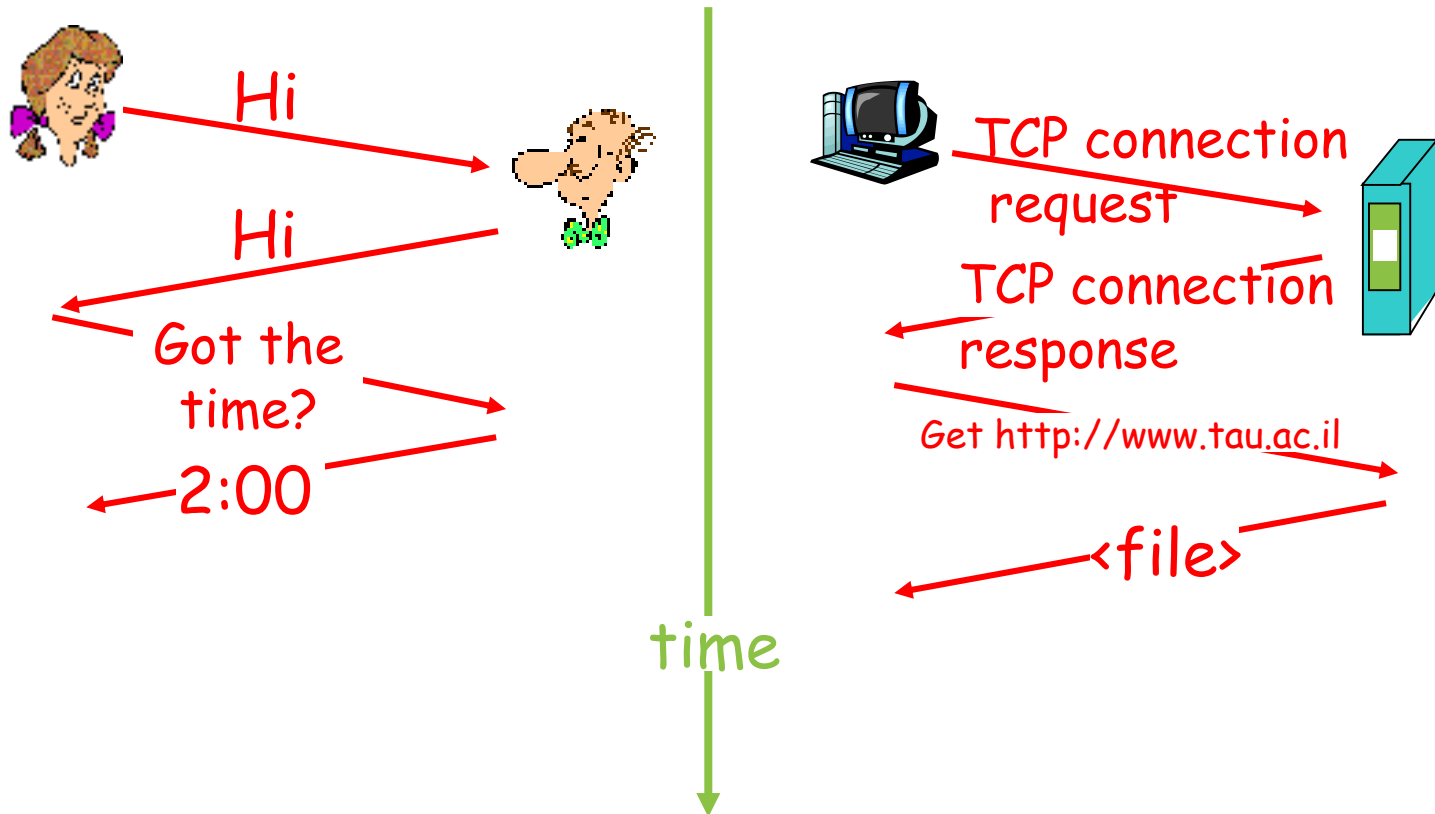 Hi
Hi
Got the
time?
2:00
time
TCP connection
request
TCP connection
response
Get http://www.tau.ac.il
<file>